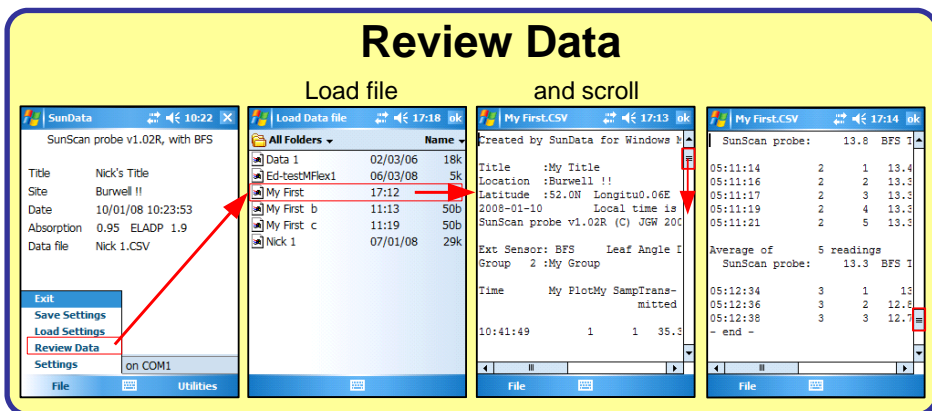 Review Data
Load file
and scroll
SunData 10:22
SunScan probe v1.02R, with BFS
Title Nick's Title
Site Burwell !!
Date 10/01/08 10:23:53
Absorption 0.95 ELADP 1.9
Data file Nick 1.CSV
Exit
Save Settings
Load Settings
Review Data
Settings
on COM1
File Utilities
Load Data file 17:18 ok
All Folders Name
Data 1 02/03/06 18k
Ed-testMFlex1 06/03/08 5k
My First 17:12
My First b 11:13 50b
My First c 11:19 50b
Nick 1 07/01/08 29k
My First.CSV 17:13 ok
Created by SunData for Windows
Title :My Title
Location :Burwell !!
Latitude :52.0N Longitu0.06E
2008-01-10 Local time is
SunScan probe v1.02R (C) JGW 200
Ext Sensor: BFS Leaf Angle
Group 2 :My Group
Time My PlotMy SampTrans-
mitted
10:41:49 1 1 35.3
File
My First.CSV 17:14 ok
SunScan probe: 13.8 BFS
05:11:14 2 1 13.4
05:11:16 2 2 13.3
05:11:17 2 3 13.3
05:11:19 2 4 13.3
05:11:21 2 5 13.3
Average of 5 readings
SunScan probe: 13.3 BFS
05:12:34 3 1 13
05:12:36 3 2 12.8
05:12:38 3 3 12.7
- end -
File